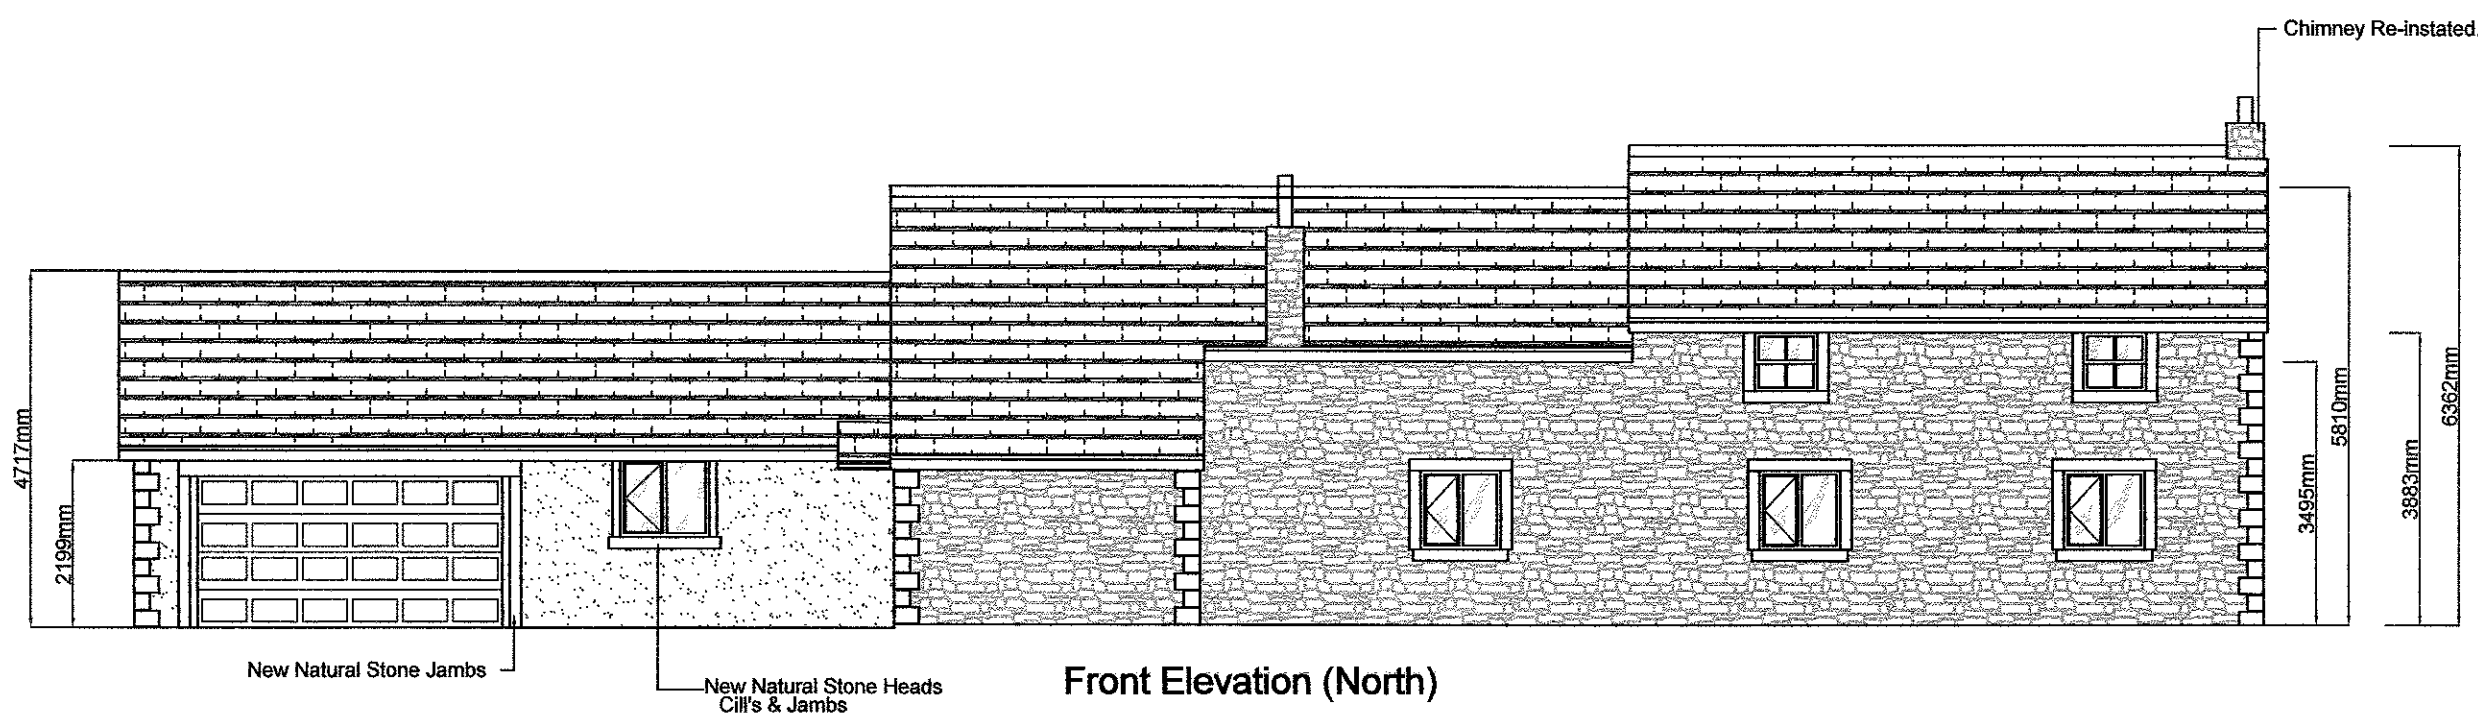 Chimney Re-instated.
4717mm
2199mm
3495mm
5810mm
3883mm
6362mm
New Natural Stone Jambs
New Natural Stone Heads
Cill's & Jambs
Front Elevation (North)